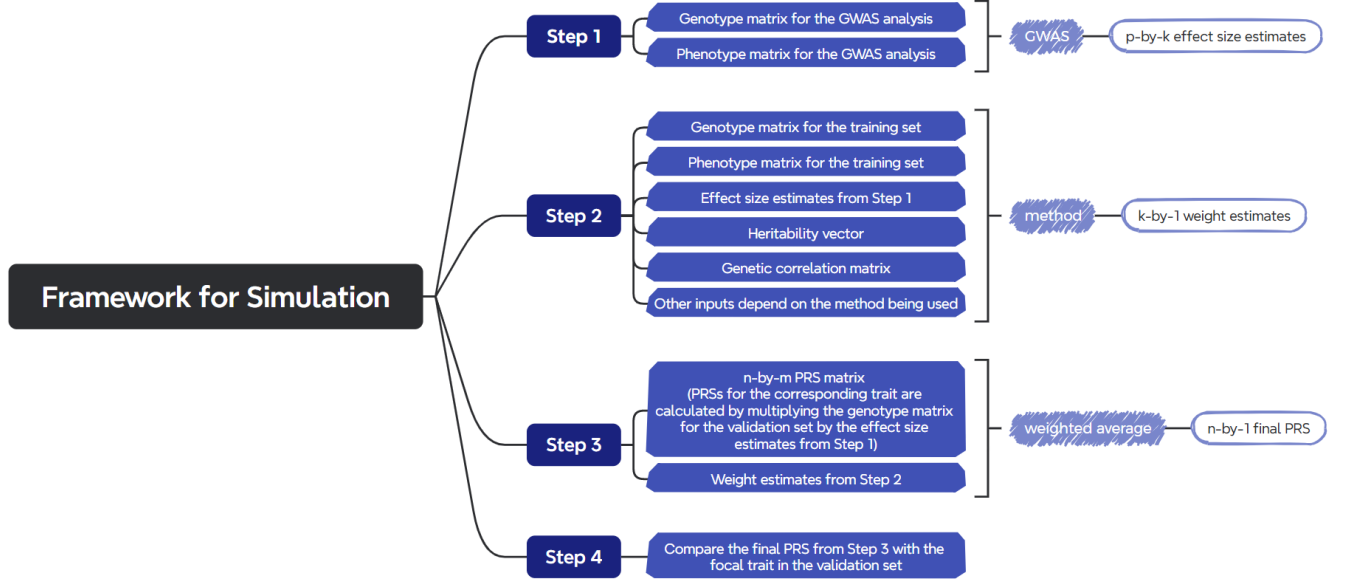 Framework for Simulation
Step 1
Genotype matrix for the GWAS analysis
Phenotype matrix for the GWAS analysis
GWAS
p-by-k effect size estimates
Step 2
Genotype matrix for the training set
Phenotype matrix for the training set
Effect size estimates from Step 1
Heritability vector
Genetic correlation matrix
Other inputs depend on the method being used
method
k-by-1 weight estimates
Step 3
n-by-m PRS matrix
(PRSs for the corresponding trait are
calculated by multiplying the genotype matrix
for the validation set by the effect size
estimates from Step 1)
Weight estimates from Step 2
weighted average
n-by-1 final PRS
Step 4
Compare the final PRS from Step 3 with the
focal trait in the validation set